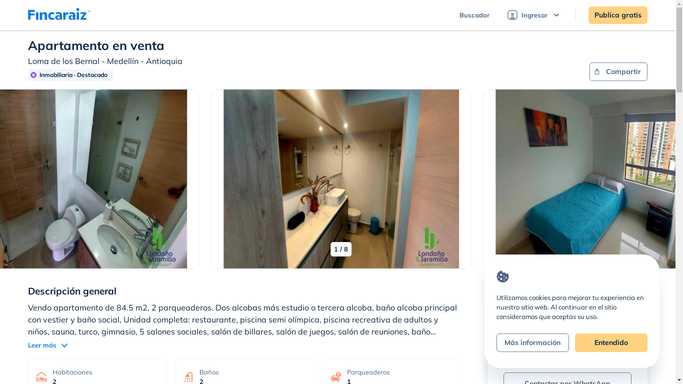 Fincaraiz
Buscador
Ingresar
Publica gratis
Apartamento en venta
Loma de los Bernal - Medellín - Antioquia
Inmobiliaria - Destacado
Compartir
Londoño
Jaramillo
1 / 8
Londoño
Jaramillo
Descripción general
Vendo apartamento de 84.5 m2, 2 parqueaderos. Dos alcobas más estudio o tercera alcoba, baño alcoba principal
con vestier y baño social, Unidad completa: restaurante, piscina semi olímpica, piscina recreativa de adultos y
niños, sauna, turco, gimnasio, 5 salones sociales, salón de billares, salón de juegos, salón de reuniones, baño...
Leer más
Habitaciones
2
Baños
2
Parqueaderos
1
Utilizamos cookies para mejorar tu experiencia en
nuestro sitio web. Al continuar en el sitio
consideramos que aceptas su uso.
Más información
Entendido
Contactar por WhatsApp